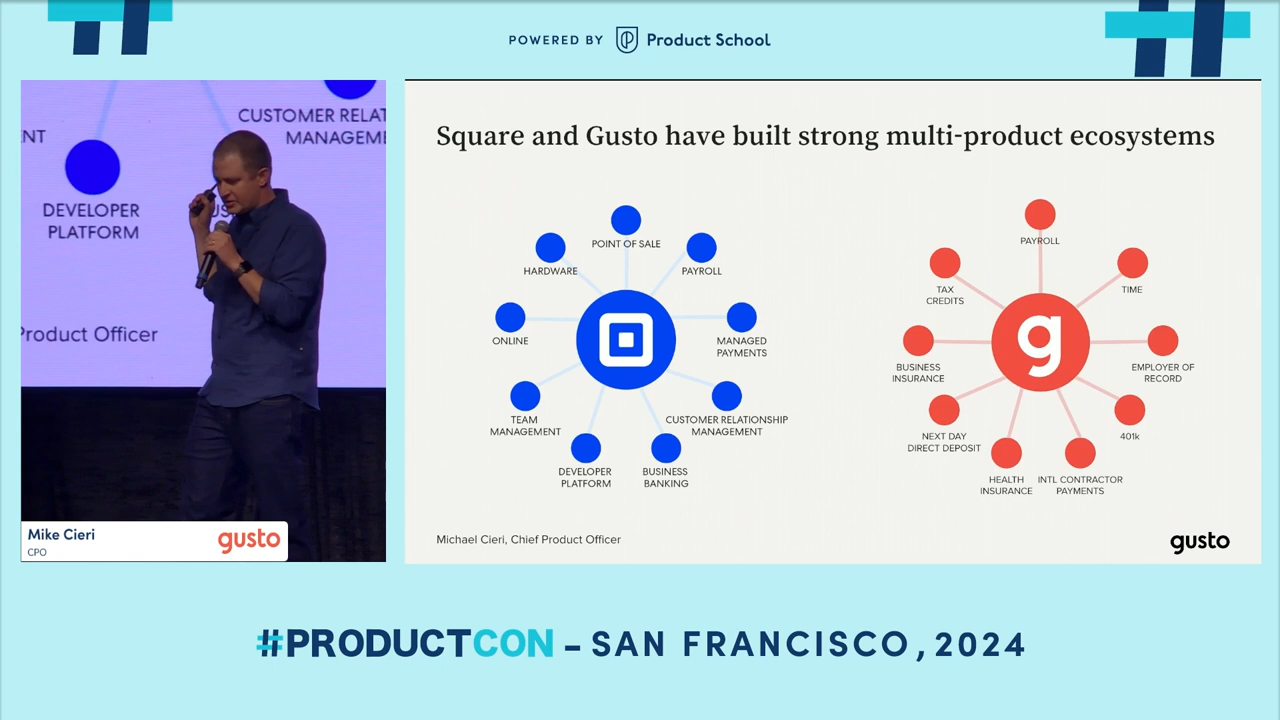 POWERED BY Product School
CUSTOMER RELAT
MANAGEME
NT
DEVELOPER
PLATFORM
US
Product Officer
Mike Cieri
CPO
gusto
Square and Gusto have built strong multi-product ecosystems
POINT OF SALE
HARDWARE
PAYROLL
ONLINE
MANAGED
PAYMENTS
TEAM
MANAGEMENT
CUSTOMER RELATIONSHIP
MANAGEMENT
DEVELOPER
PLATFORM
BUSINESS
BANKING
PAYROLL
TAX
CREDITS
TIME
BUSINESS
INSURANCE
EMPLOYER OF
RECORD
NEXT DAY
DIRECT DEPOSIT
401k
HEALTH
INSURANCE
INTL CONTRACTOR
PAYMENTS
g
Michael Cieri, Chief Product Officer
gusto
#PRODUCTCON – SAN FRANCISCO, 2024